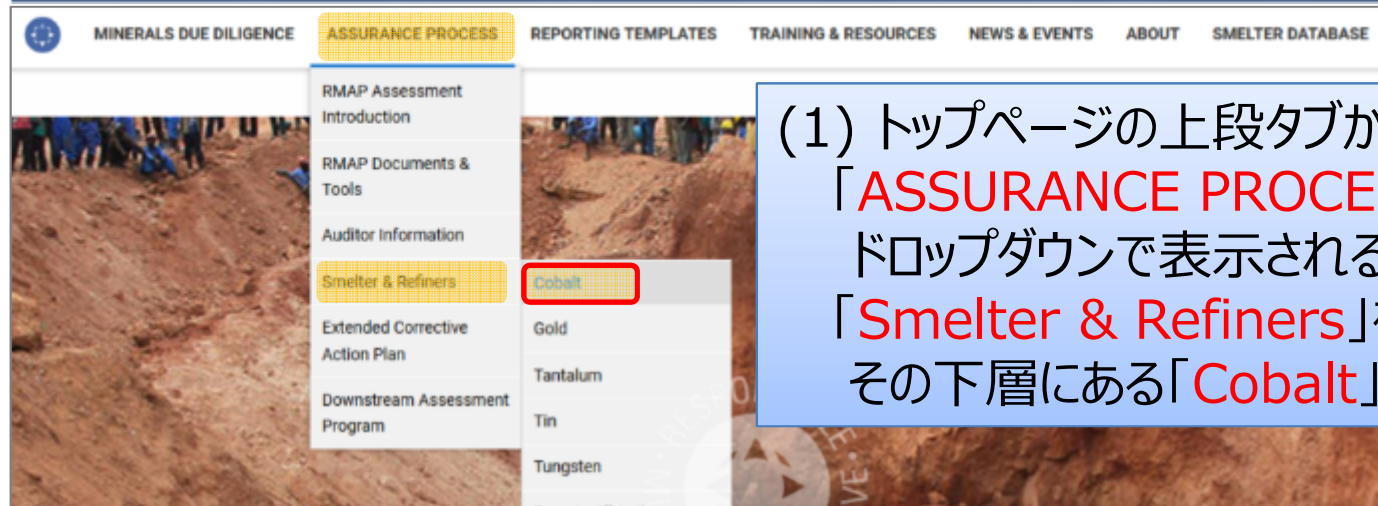 MINERALS DUE DILIGENCE ASSURANCE PROCESS REPORTING TEMPLATES TRAINING & RESOURCES NEWS & EVENTS ABOUT SMELTER DATABASE
RMAP Assessment
Introduction
RMAP Documents &
Tools
Auditor Information
Smelter & Refiners
Extended Corrective
Action Plan
Downstream Assessment
Program
Cobalt
Gold
Tantalum
Tin
Tungsten
(1) トップページの上段タブか
「ASSURANCE PROCE
ドロップダウンで表示される
「Smelter & Refiners」
その下層にある「Cobalt」